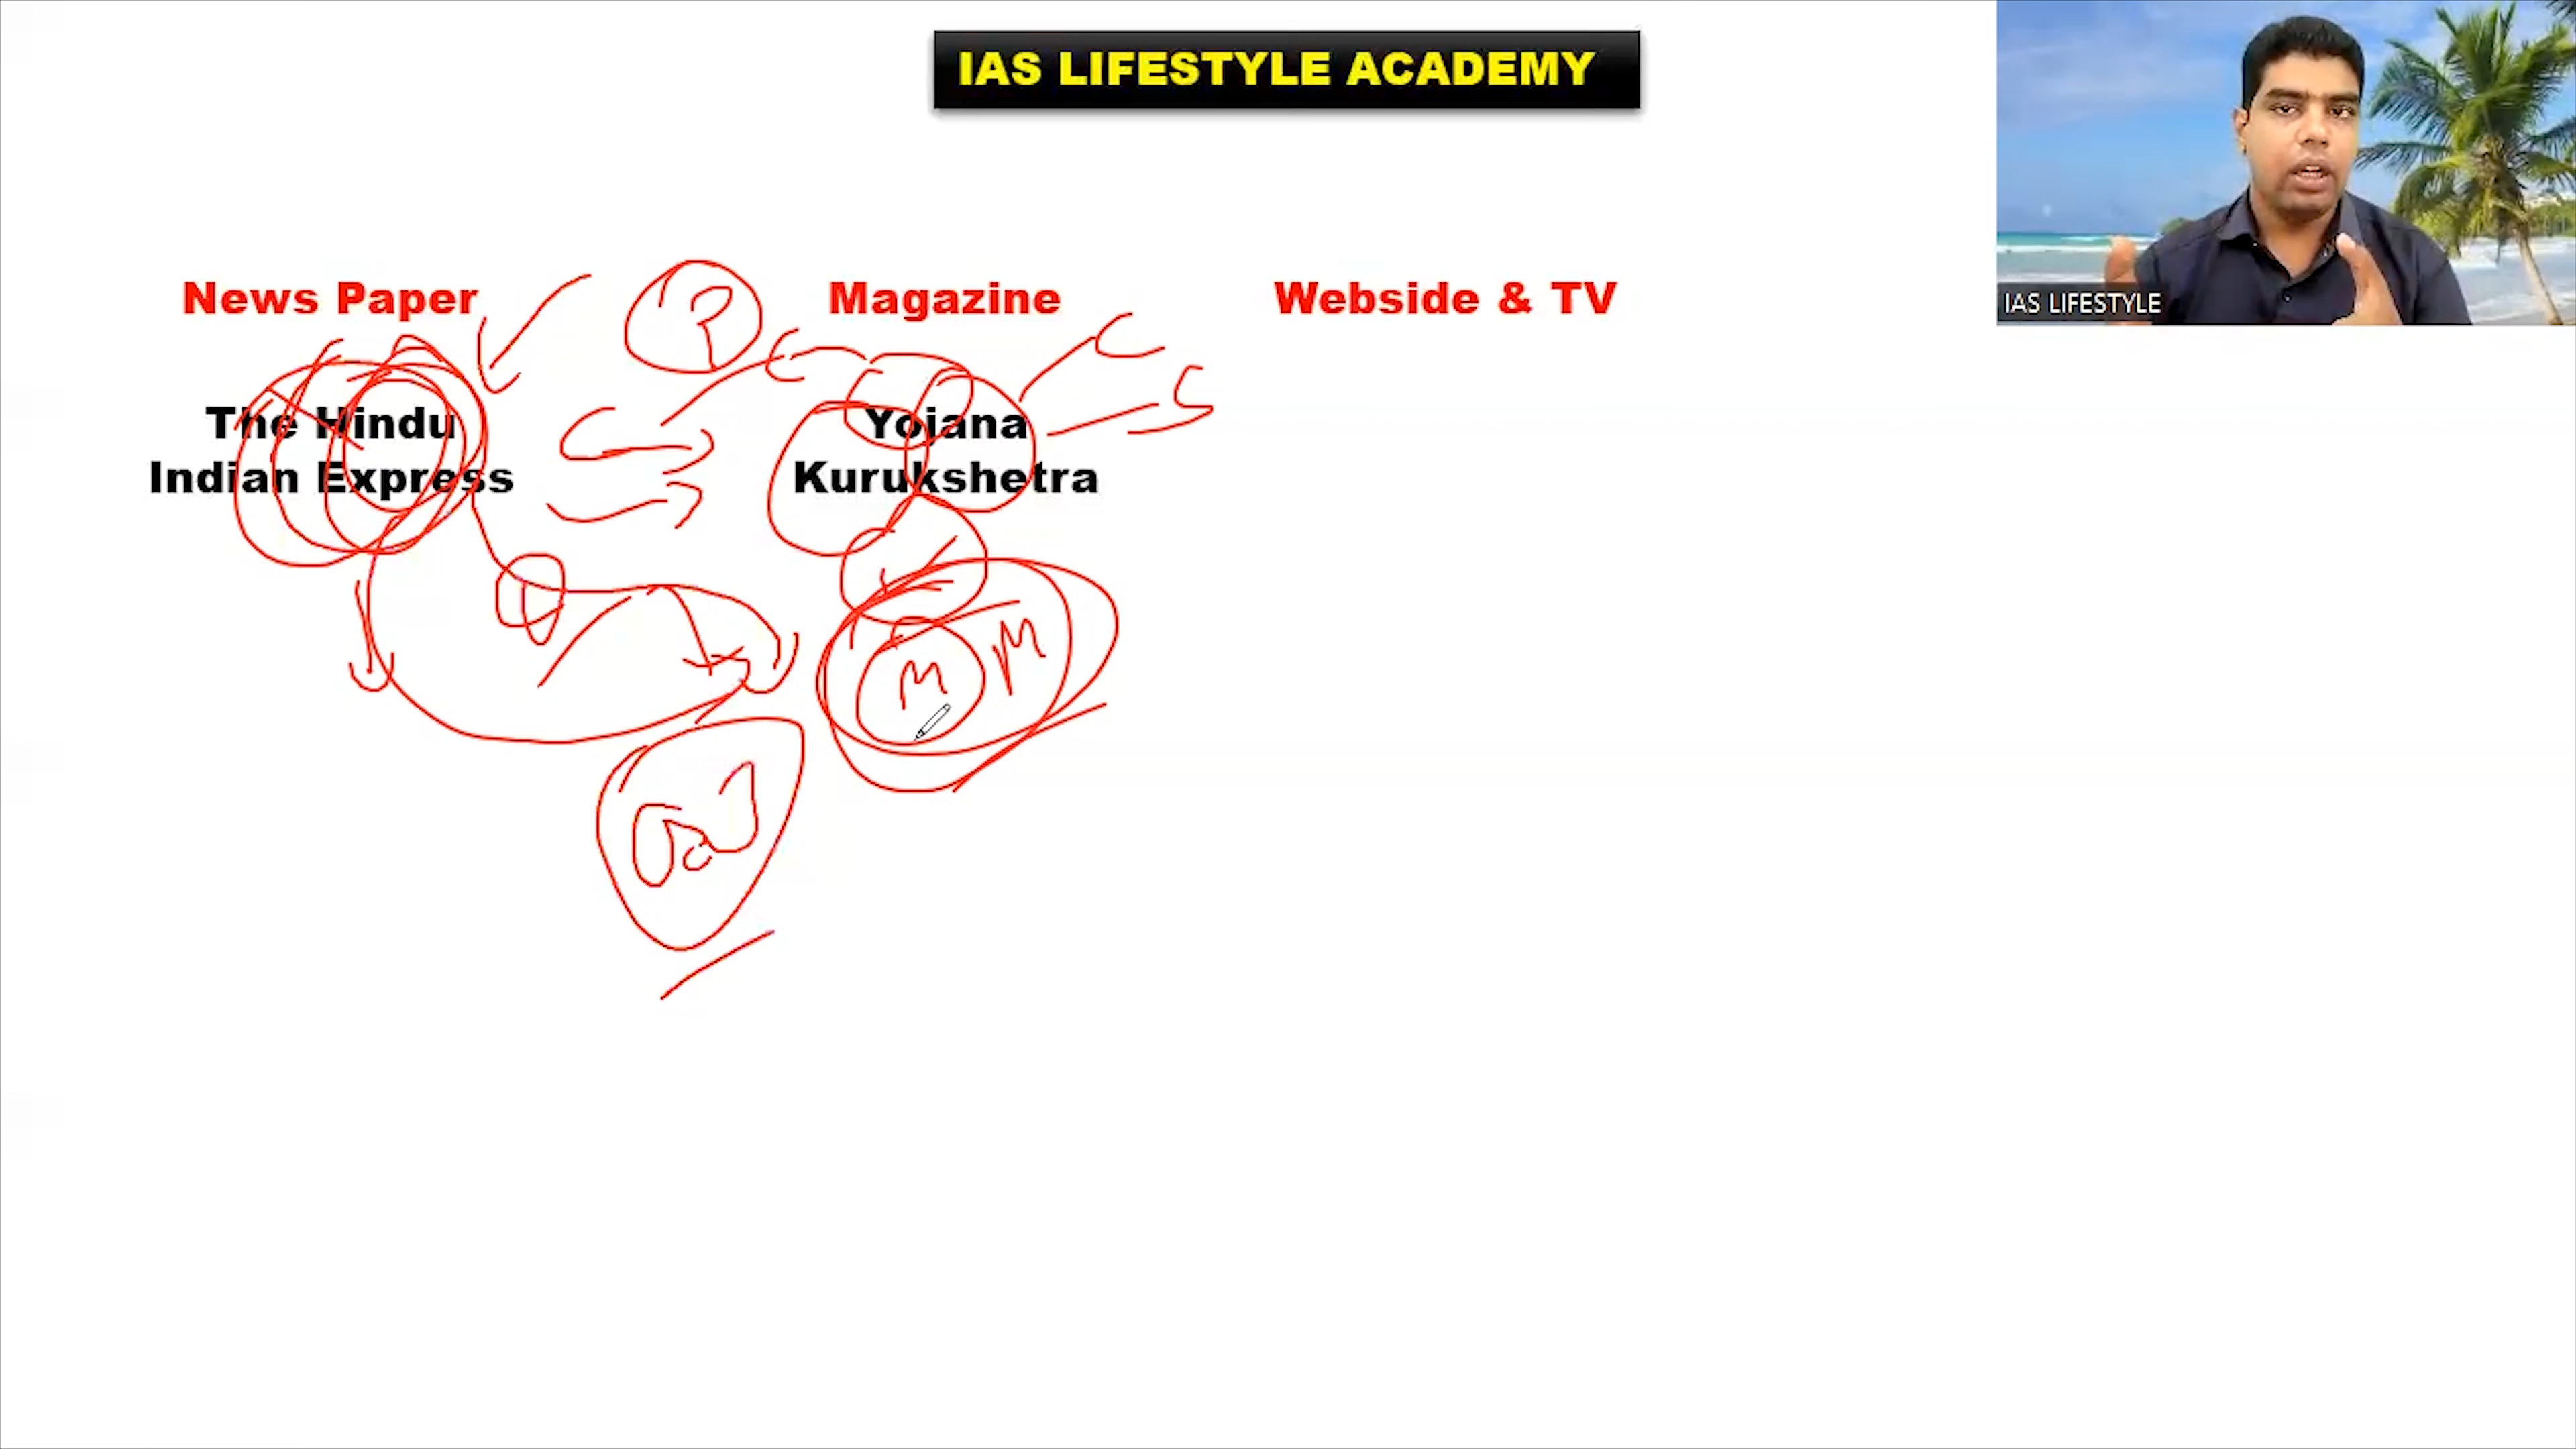 IAS LIFESTYLE ACADEMY
IAS LIFESTYLE
News Paper
Magazine
Webside & TV
?
C
S
The Hindu
Indian Express
Yojana
Kurukshetra
M M